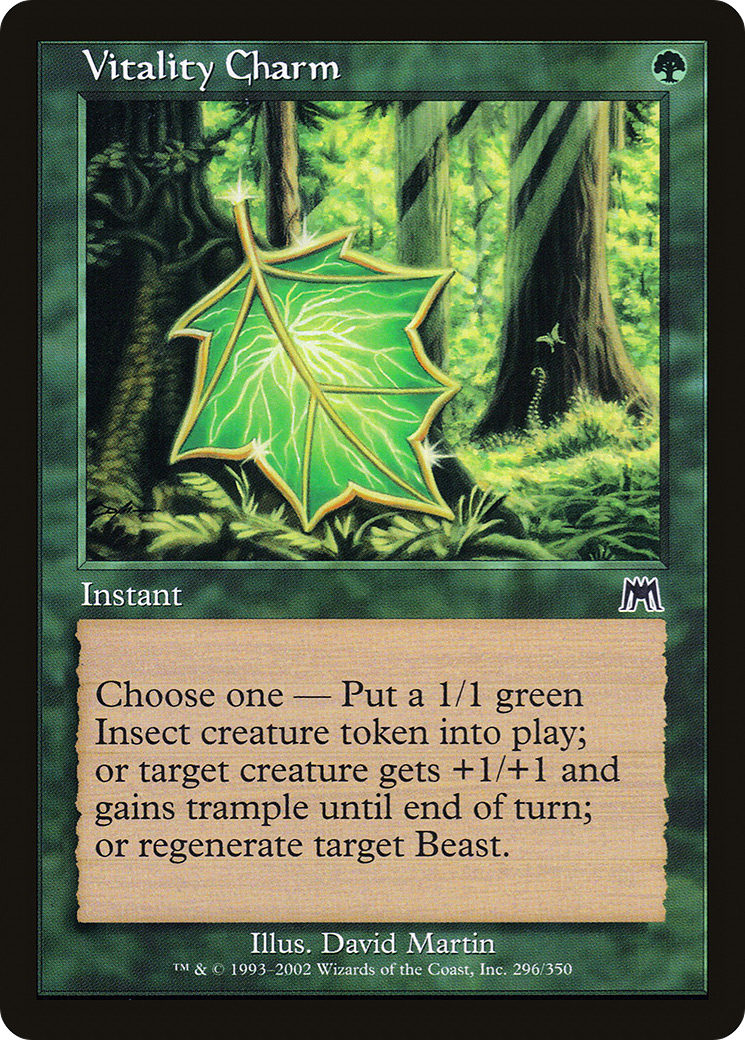 Vitality Charm
Instant
Choose one — Put a 1/1 green
Insect creature token into play;
or target creature gets +1/+1 and
gains trample until end of turn;
or regenerate target Beast.
Illus. David Martin
™ & © 1993–2002 Wizards of the Coast, Inc. 296/350